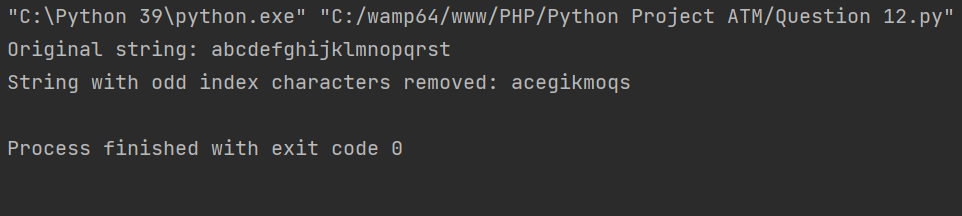 "C:\Python 39\python.exe" "C:/wamp64/www/PHP/Python Project ATM/Question 12.py"
Original string: abcdefghijklmnopqrst
String with odd index characters removed: acegikmoqs
Process finished with exit code 0